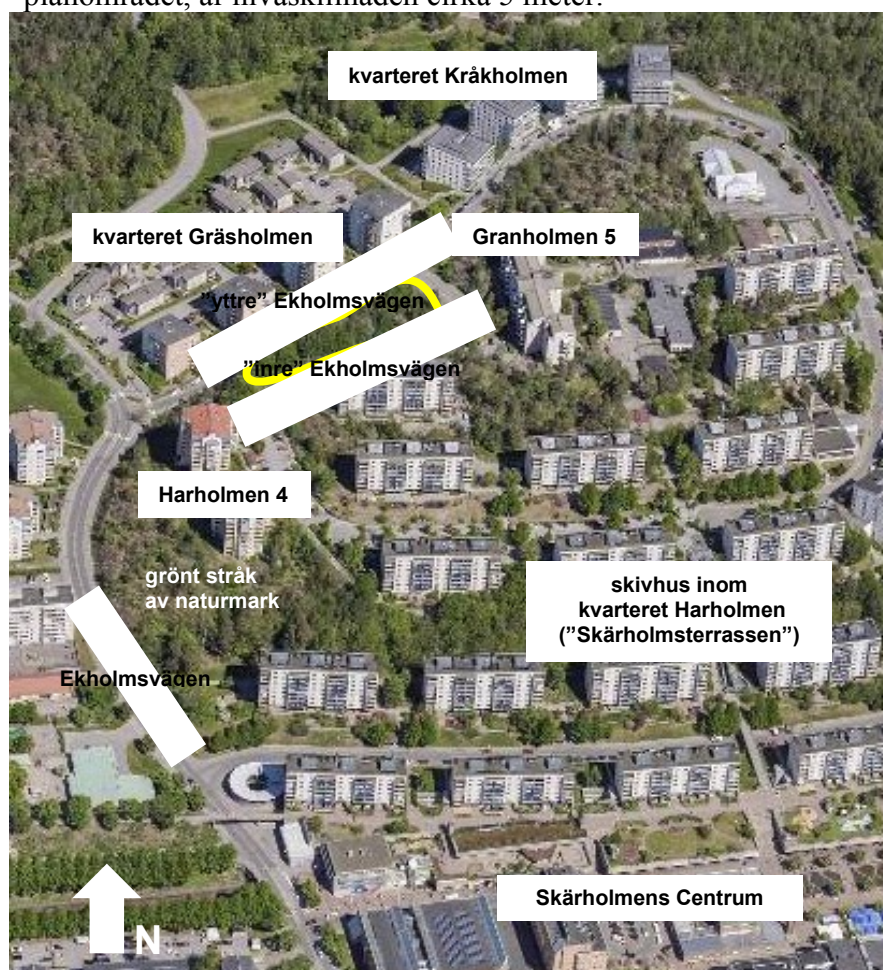 planområdet, är nivåskillnaden cirka 5 meter.
kvarteret Kråkholmen
kvarteret Gräsholmen
Granholmen 5
”yttre” Ekholmsvägen
”inre” Ekholmsvägen
Harholmen 4
grönt stråk
av naturmark
skivhus inom
kvarteret Harholmen
(”Skärholmsterrassen”)
Ekholmsvägen
Skärholmens Centrum
N